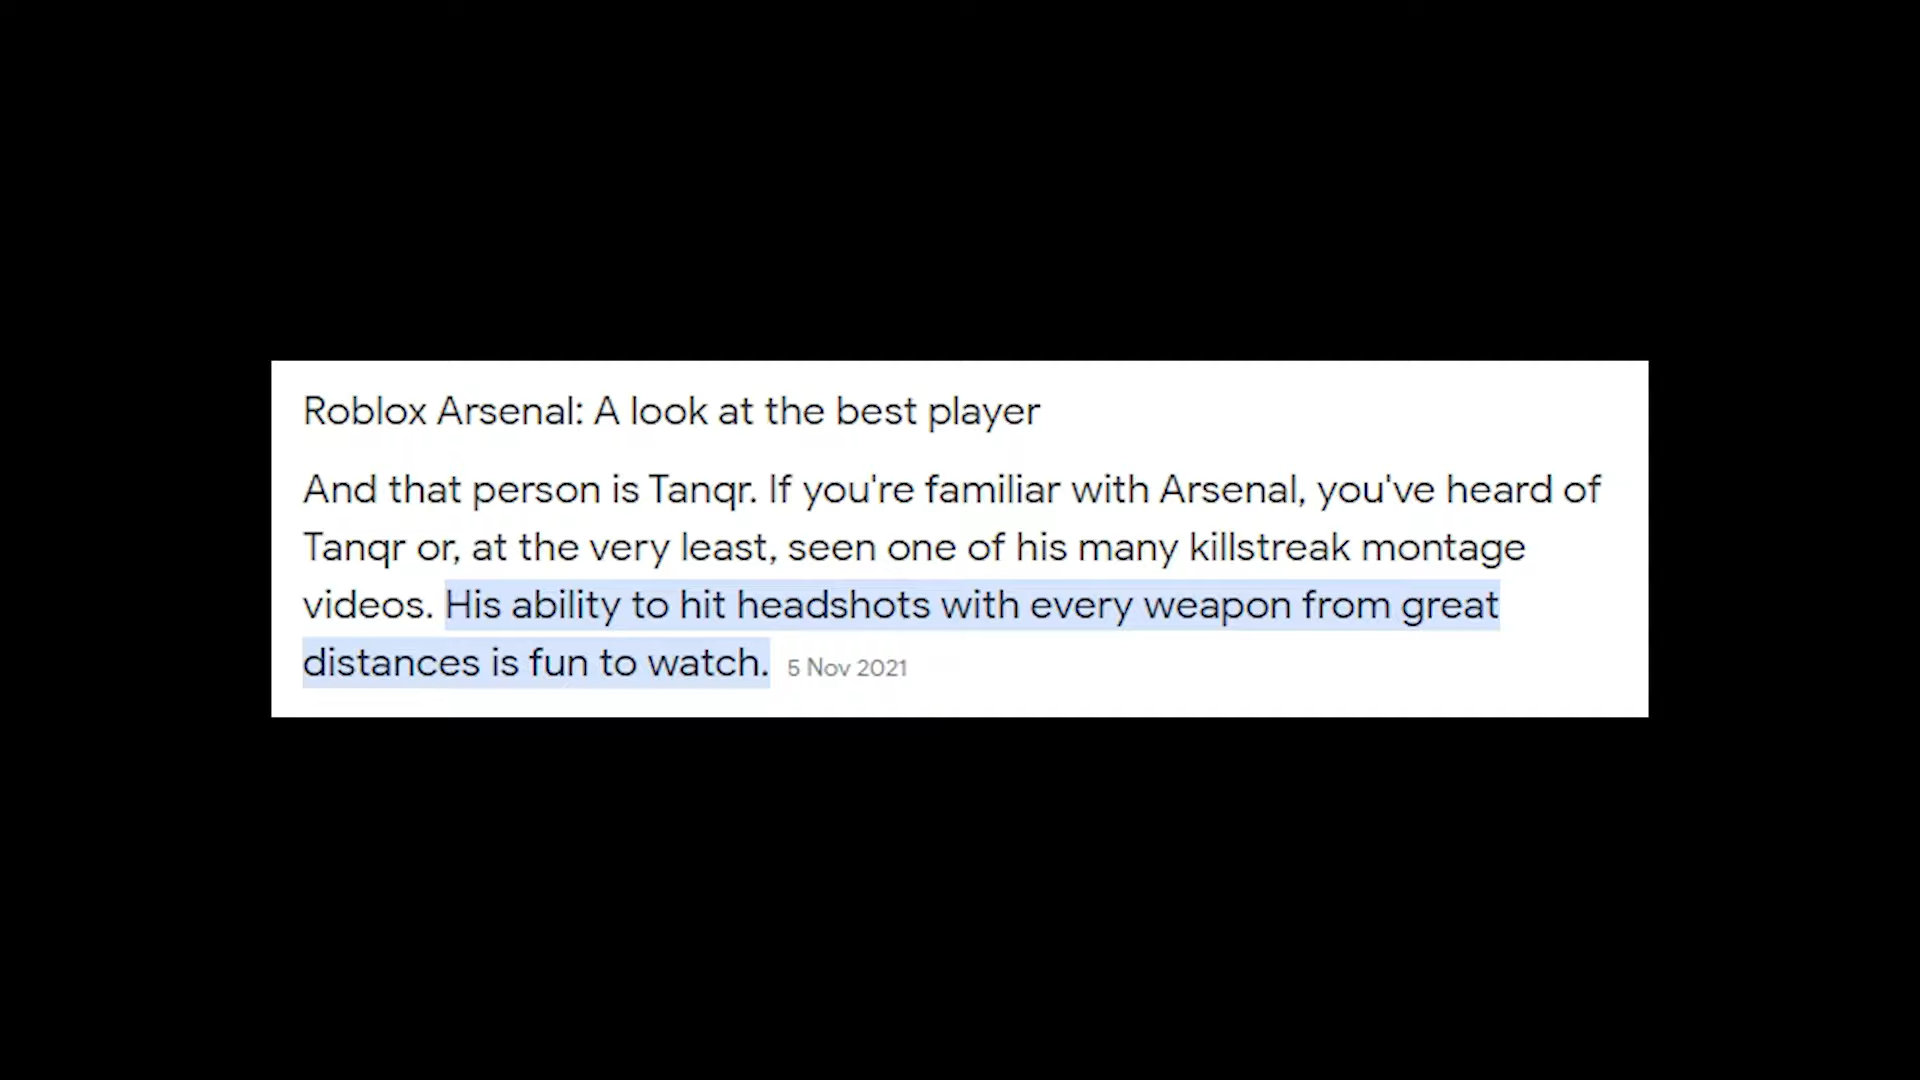 Roblox Arsenal: A look at the best player
And that person is Tanqr. If you're familiar with Arsenal, you've heard of
Tanqr or, at the very least, seen one of his many killstreak montage
videos. His ability to hit headshots with every weapon from great
distances is fun to watch. 5 Nov 2021